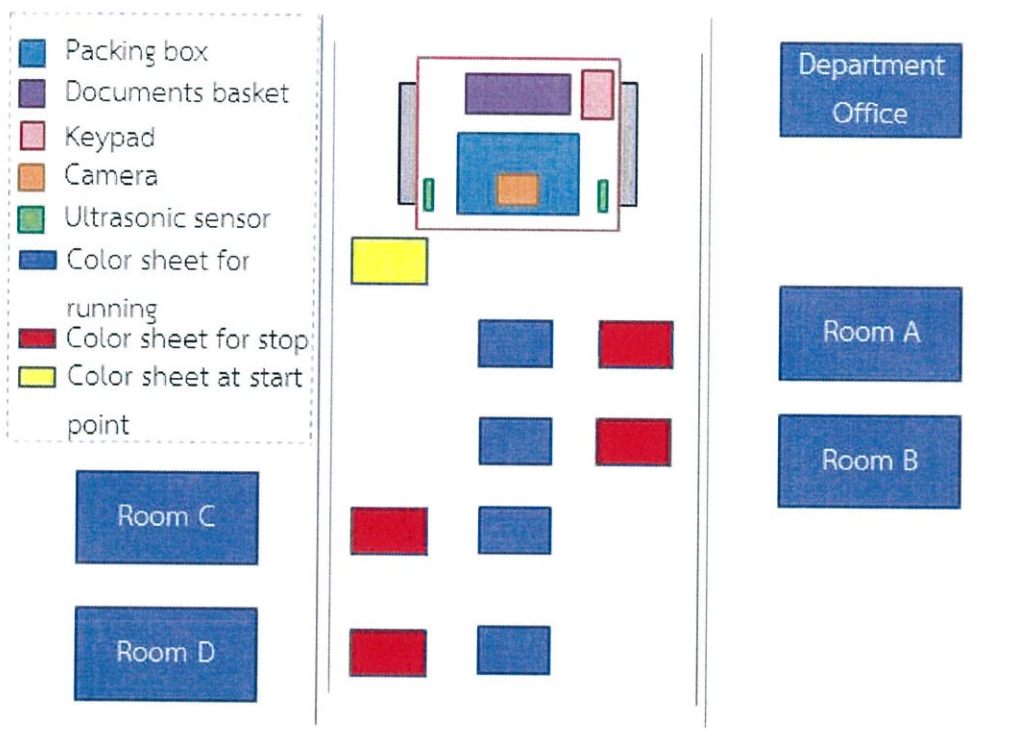 Packing box
Documents basket
Keypad
Camera
Ultrasonic sensor
Color sheet for
running
Color sheet for stop
Color sheet at start
point
Department
Office
Room A
Room B
Room C
Room D